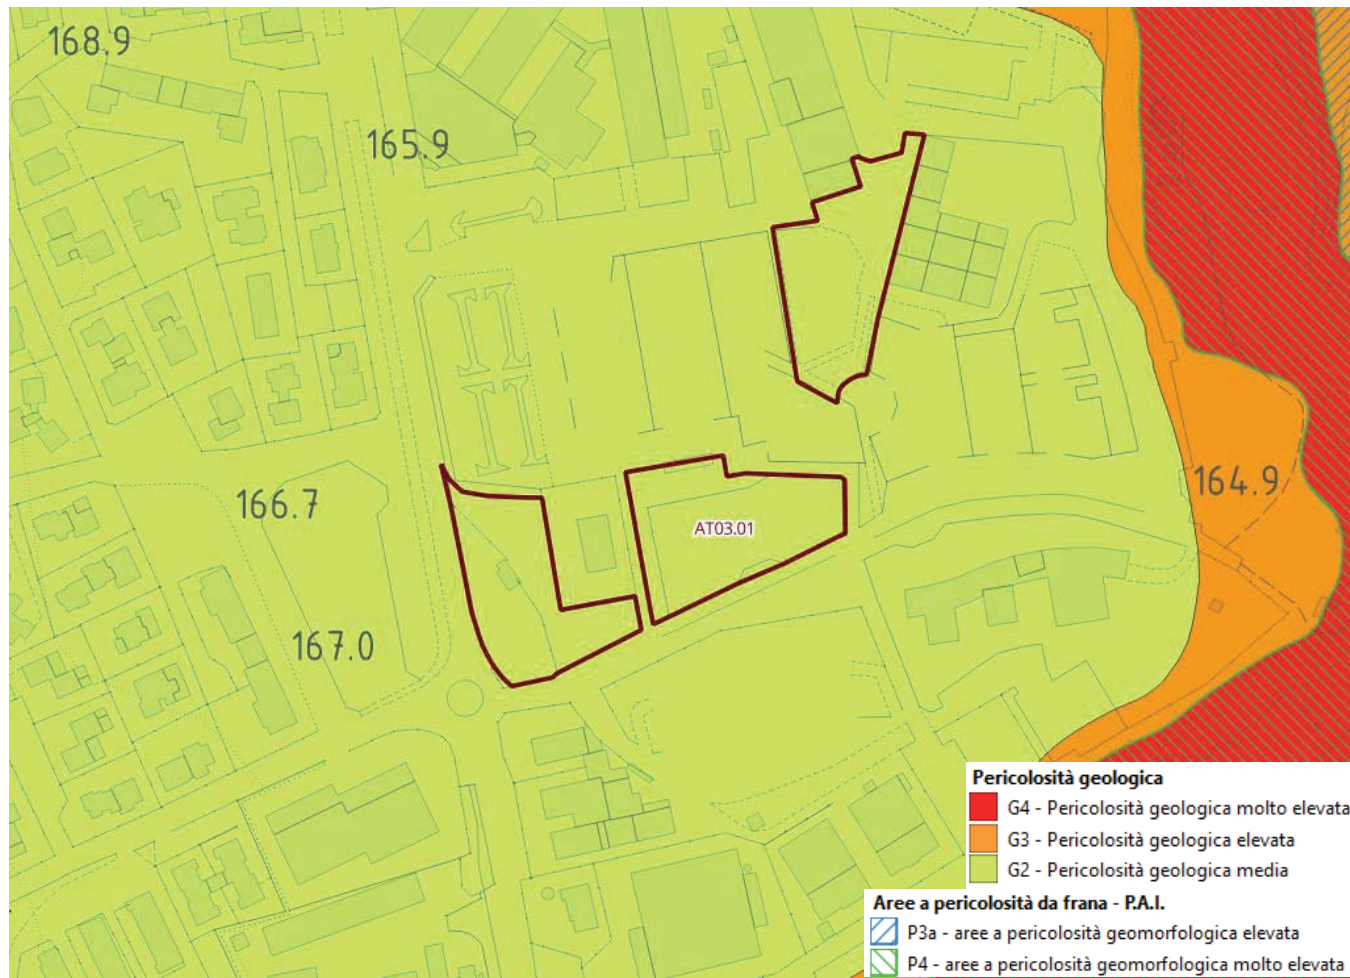 168.9
165.9
164.9
166.7
AT03.01
167.0
Pericolosità geologica
G4 - Pericolosità geologica molto elevata
G3 - Pericolosità geologica elevata
G2 - Pericolosità geologica media
Aree a pericolosità da frana - P.A.I.
P3a - aree a pericolosità geomorfologica elevata
P4 - aree a pericolosità geomorfologica molto elevata